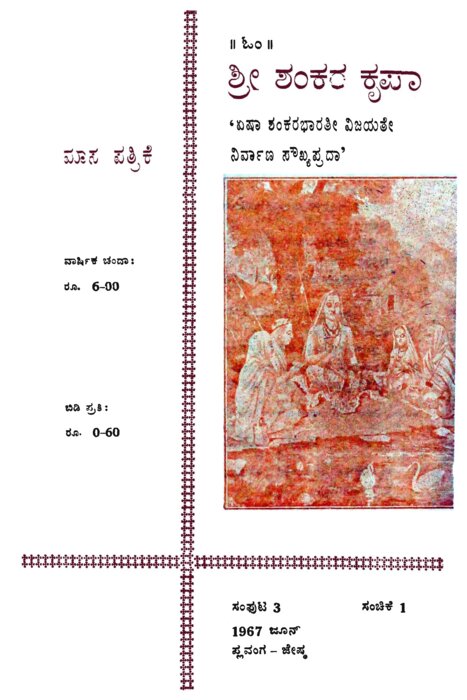 ॥ ಓಂ ॥
ಶ್ರೀ ಶಂಕರ ಕೃಪಾ
‘ಏಷಾ ಶಂಕರಭಾರತೀ ವಿಜಯತೇ
ನಿರ್ವಾಣ ಸೌಖ್ಯಪ್ರದಾ’
ಮಾಸ ಪತ್ರಿಕೆ
ವಾರ್ಷಿಕ ಚಂದಾ:
ರೂ. 6-00
ಬಿಡಿ ಪ್ರತಿ:
ರೂ. 0-60
ಸಂಪುಟ 3 ಸಂಚಿಕೆ 1
1967 ಜೂನ್
ಪ್ಲವಂಗ – ಜೇಷ್ಠ